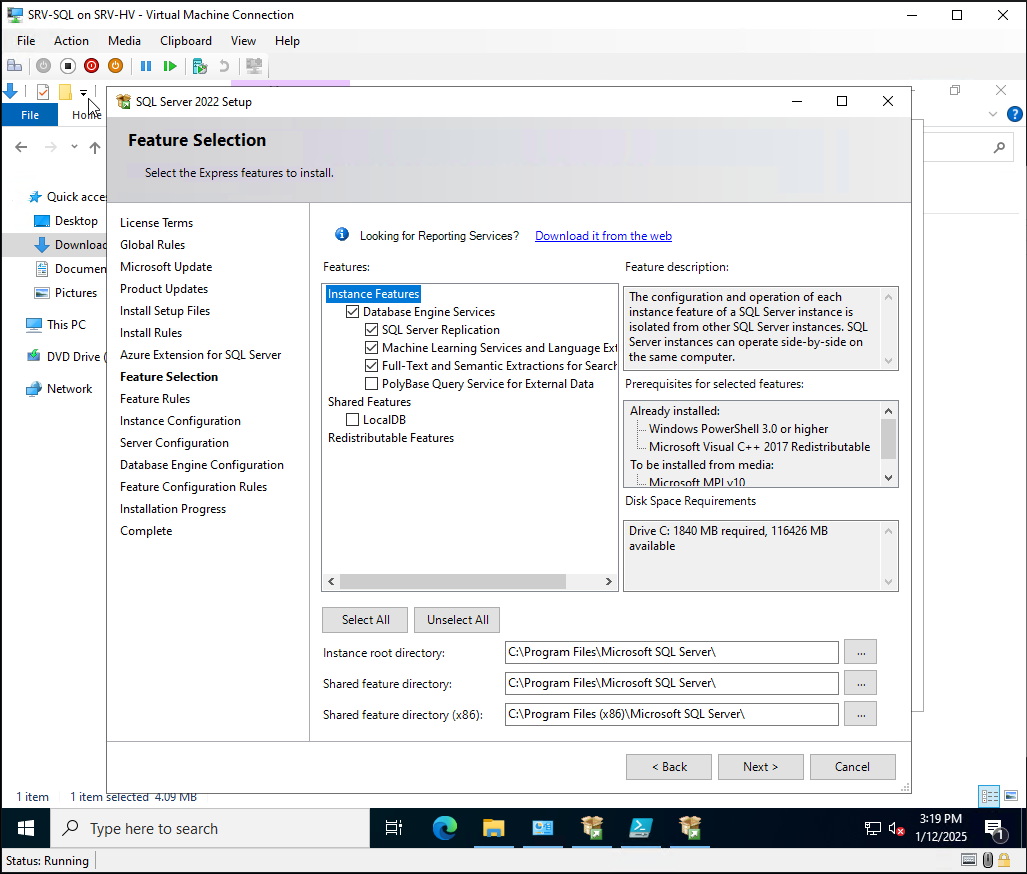 SRV-SQL on SRV-HV - Virtual Machine Connection
File Action Media Clipboard View Help
SQL Server 2022 Setup
File
Home
Feature Selection
Select the Express features to install.
Quick acce
Desktop
Download
Documen
Pictures
This PC
DVD Drive (
Network
License Terms
Global Rules
Microsoft Update
Product Updates
Install Setup Files
Install Rules
Azure Extension for SQL Server
Feature Selection
Feature Rules
Instance Configuration
Server Configuration
Database Engine Configuration
Feature Configuration Rules
Installation Progress
Complete
Looking for Reporting Services? Download it from the web
Features:
Instance Features
Database Engine Services
SQL Server Replication
Machine Learning Services and Language Ext
Full-Text and Semantic Extractions for Search
PolyBase Query Service for External Data
Shared Features
LocalDB
Redistributable Features
Feature description:
The configuration and operation of each
instance feature of a SQL Server instance is
isolated from other SQL Server instances. SQL
Server instances can operate side-by-side on
the same computer.
Prerequisites for selected features:
Already installed:
Windows PowerShell 3.0 or higher
Microsoft Visual C++ 2017 Redistributable
To be installed from media:
Microsoft MPI v10
Disk Space Requirements
Drive C: 1840 MB required, 116426 MB
available
Select All Unselect All
Instance root directory: C:\Program Files\Microsoft SQL Server\ ...
Shared feature directory: C:\Program Files\Microsoft SQL Server\ ...
Shared feature directory (x86): C:\Program Files (x86)\Microsoft SQL Server\ ...
< Back Next > Cancel
1 item 1 item selected 4.09 MB
Type here to search
3:19 PM
1/12/2025
1
Status: Running